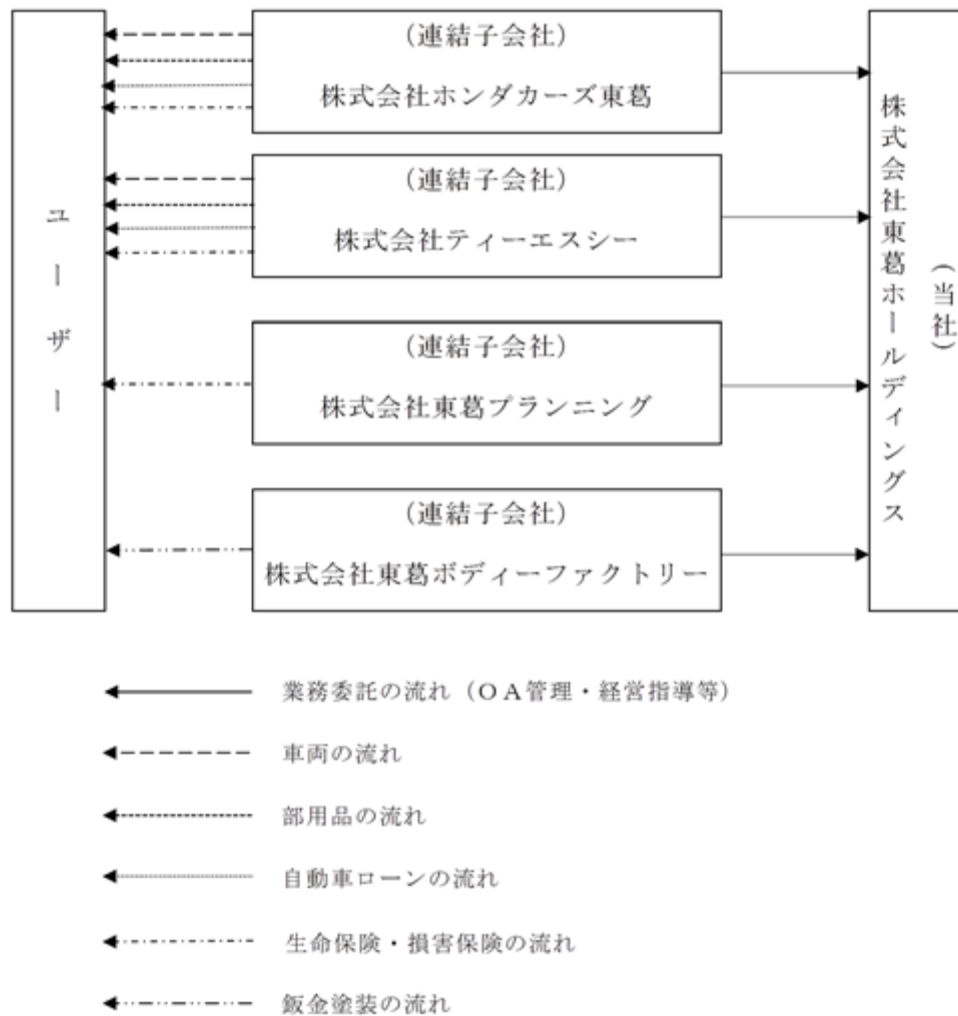 ユーザー
（連結子会社）
株式会社ホンダカーズ東葛
（連結子会社）
株式会社ティーエスシー
（連結子会社）
株式会社東葛プランニング
（連結子会社）
株式会社東葛ボディーファクトリー
株式会社東葛ホールディングス
（当社）
業務委託の流れ（ＯＡ管理・経営指導等）
車両の流れ
部用品の流れ
自動車ローンの流れ
生命保険・損害保険の流れ
鈑金塗装の流れ